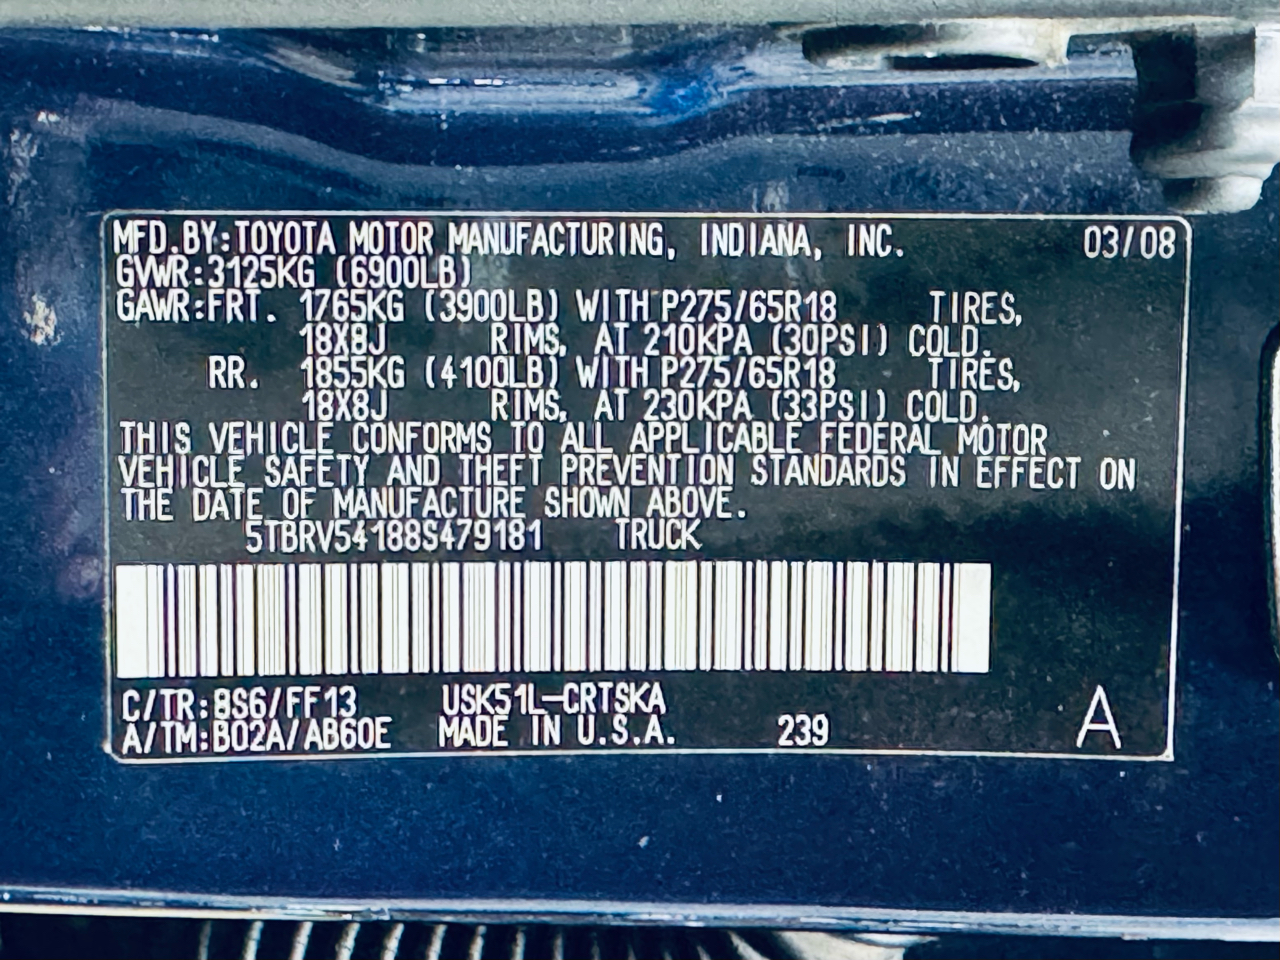 MFD.BY:TOYOTA MOTOR MANUFACTURING, INDIANA, INC. 03/08
GVWR:3125KG (6900LB)
GAWR:FRT. 1765KG (3900LB) WITH P275/65R18 TIRES,
18X8J RIMS, AT 210KPA (30PSI) COLD.
RR. 1855KG (4100LB) WITH P275/65R18 TIRES,
18X8J RIMS, AT 230KPA (33PSI) COLD.
THIS VEHICLE CONFORMS TO ALL APPLICABLE FEDERAL MOTOR
VEHICLE SAFETY AND THEFT PREVENTION STANDARDS IN EFFECT ON
THE DATE OF MANUFACTURE SHOWN ABOVE.
5TBRV54188S479181 TRUCK
C/TR:8S6/FF13 USK51L-CRTSKA
A/TM:B02A/AB60E MADE IN U.S.A. 239 A